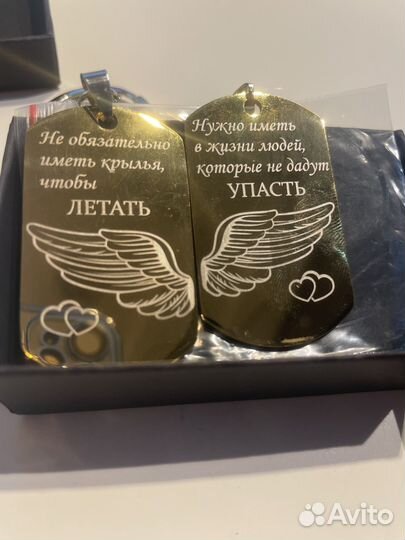 Не обязательно
иметь крылья,
чтобы
ЛЕТАТЬ
Нужно иметь
в жизни людей,
которые не дадут
УПАСТЬ
Avito